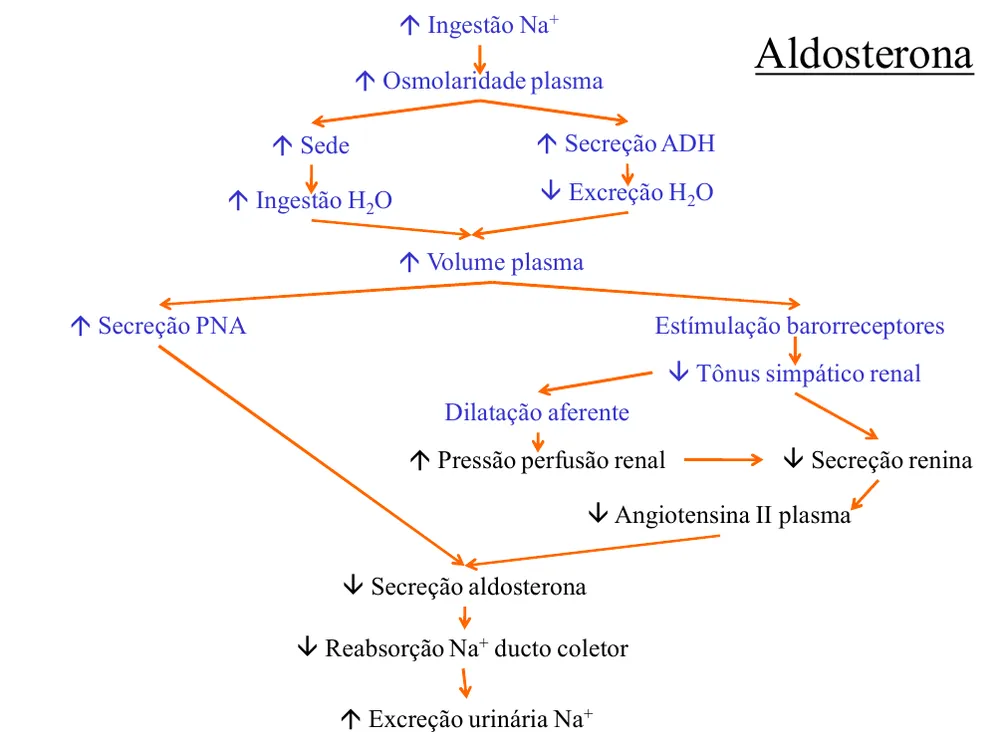 ↑ Ingestão Na⁺
Aldosterona
↑ Osmolaridade plasma
↑ Sede
↑ Secreção ADH
↑ Ingestão H₂O
↓ Excreção H₂O
↑ Volume plasma
↑ Secreção PNA
Estímulação barorreceptores
↓ Tônus simpático renal
Dilatação aferente
↑ Pressão perfusão renal
↓ Secreção renina
↓ Angiotensina II plasma
↓ Secreção aldosterona
↓ Reabsorção Na⁺ ducto coletor
↑ Excreção urinária Na⁺